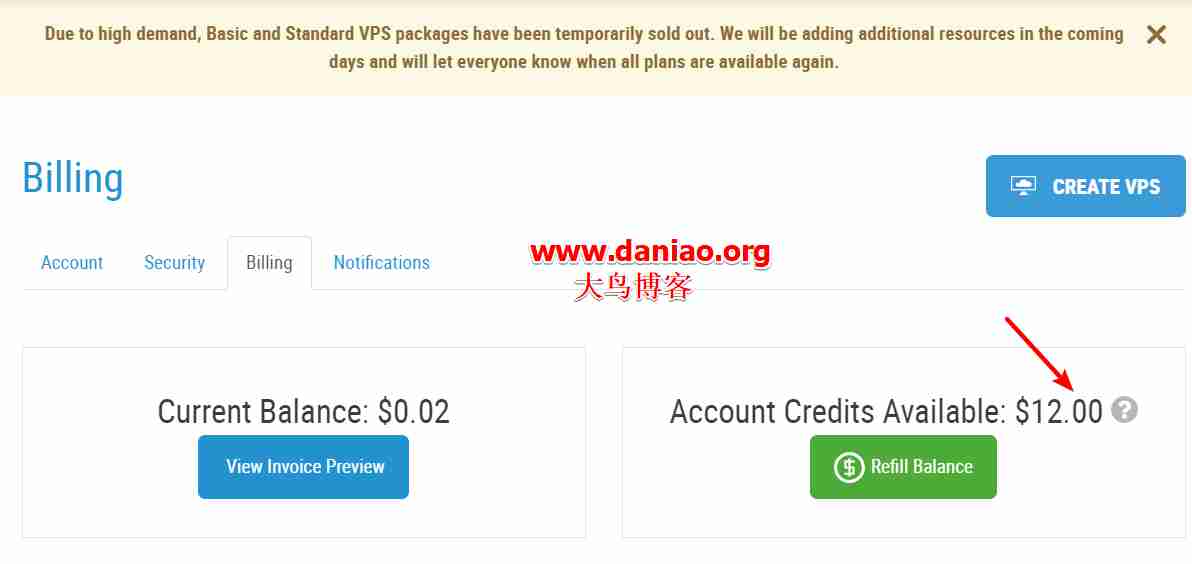 Due to high demand, Basic and Standard VPS packages have been temporarily sold out. We will be adding additional resources in the coming
days and will let everyone know when all plans are available again.
Billing
CREATE VPS
Account Security Billing Notifications
www.daniao.org
大鸟博客
Current Balance: $0.02
View Invoice Preview
Account Credits Available: $12.00 ?
$ Refill Balance